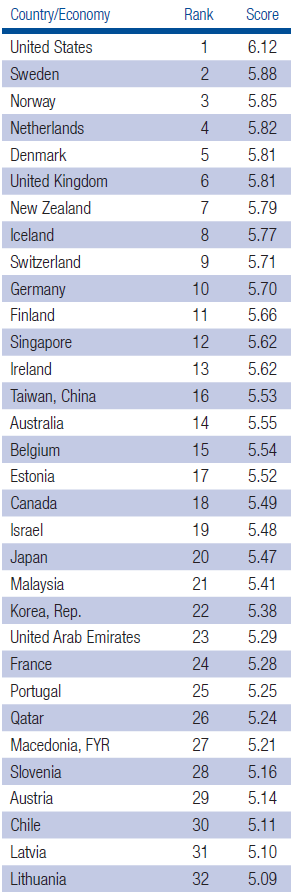 Country/Economy Rank Score
United States 1 6.12
Sweden 2 5.88
Norway 3 5.85
Netherlands 4 5.82
Denmark 5 5.81
United Kingdom 6 5.81
New Zealand 7 5.79
Iceland 8 5.77
Switzerland 9 5.71
Germany 10 5.70
Finland 11 5.66
Singapore 12 5.62
Ireland 13 5.62
Taiwan, China 16 5.53
Australia 14 5.55
Belgium 15 5.54
Estonia 17 5.52
Canada 18 5.49
Israel 19 5.48
Japan 20 5.47
Malaysia 21 5.41
Korea, Rep. 22 5.38
United Arab Emirates 23 5.29
France 24 5.28
Portugal 25 5.25
Qatar 26 5.24
Macedonia, FYR 27 5.21
Slovenia 28 5.16
Austria 29 5.14
Chile 30 5.11
Latvia 31 5.10
Lithuania 32 5.09